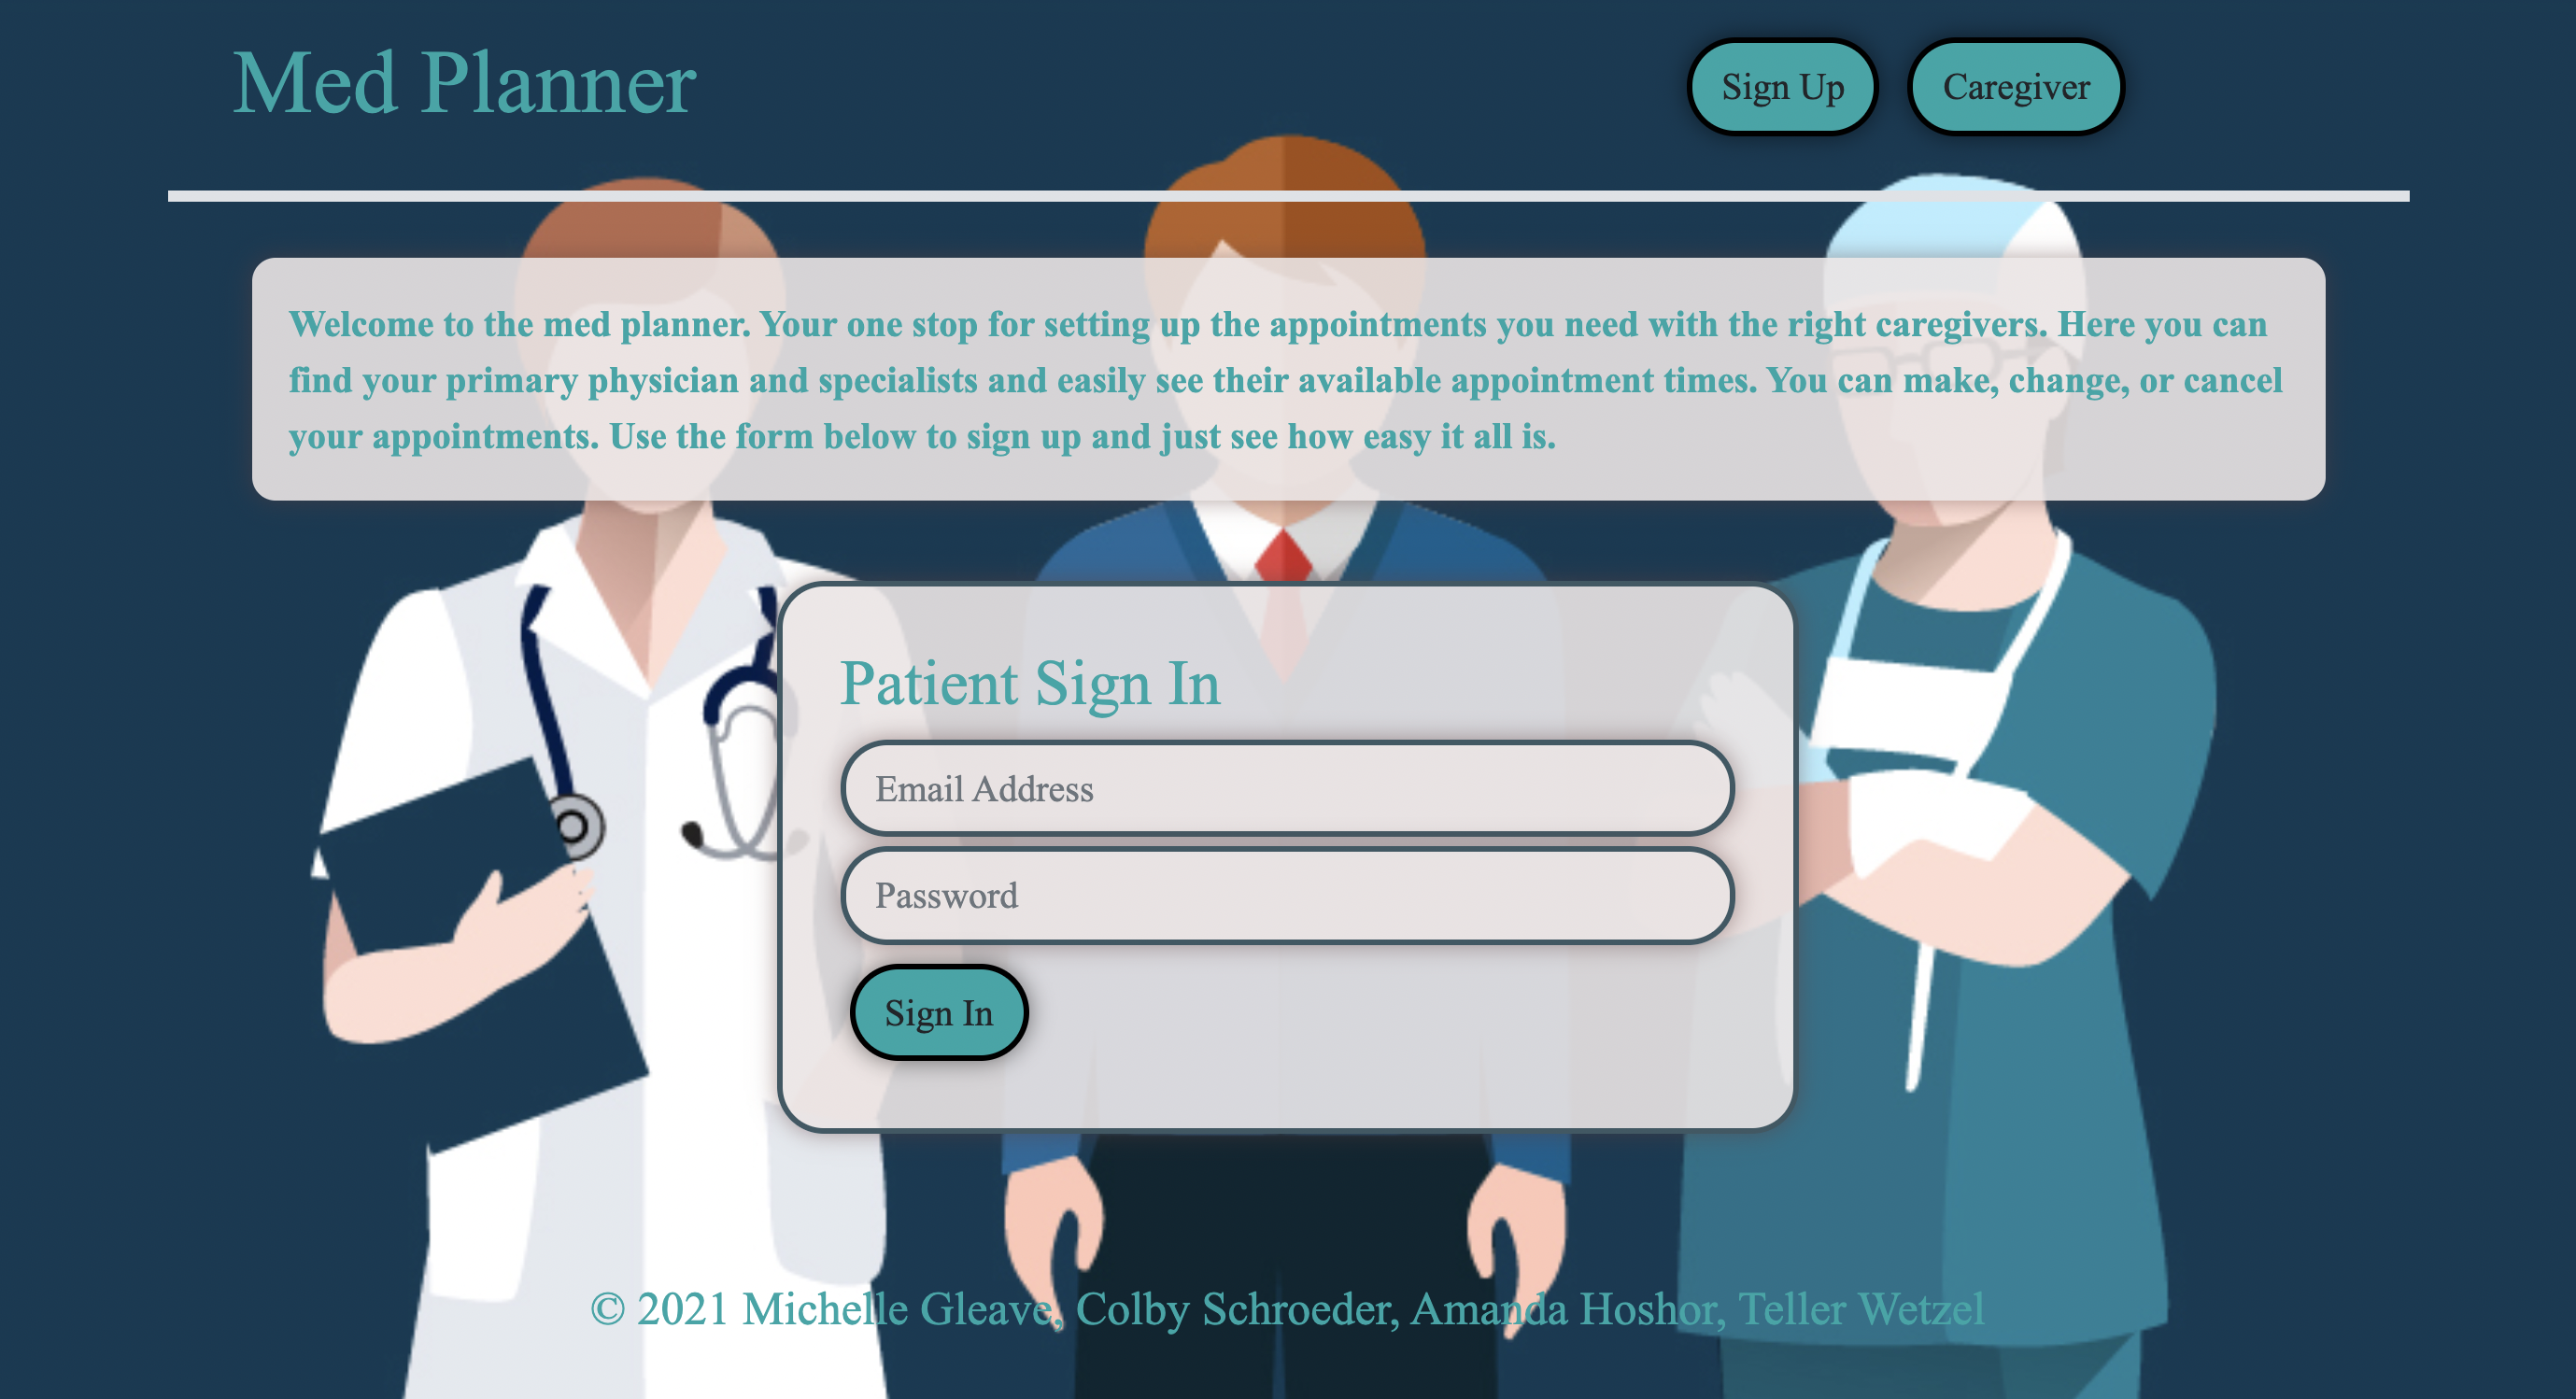 Med Planner
Sign Up
Caregiver
Welcome to the med planner. Your one stop for setting up the appointments you need with the right caregivers. Here you can
find your primary physician and specialists and easily see their available appointment times. You can make, change, or cancel
your appointments. Use the form below to sign up and just see how easy it all is.
Patient Sign In
Email Address
Password
Sign In
© 2021 Michelle Gleave, Colby Schroeder, Amanda Hoshor, Teller Wetzel